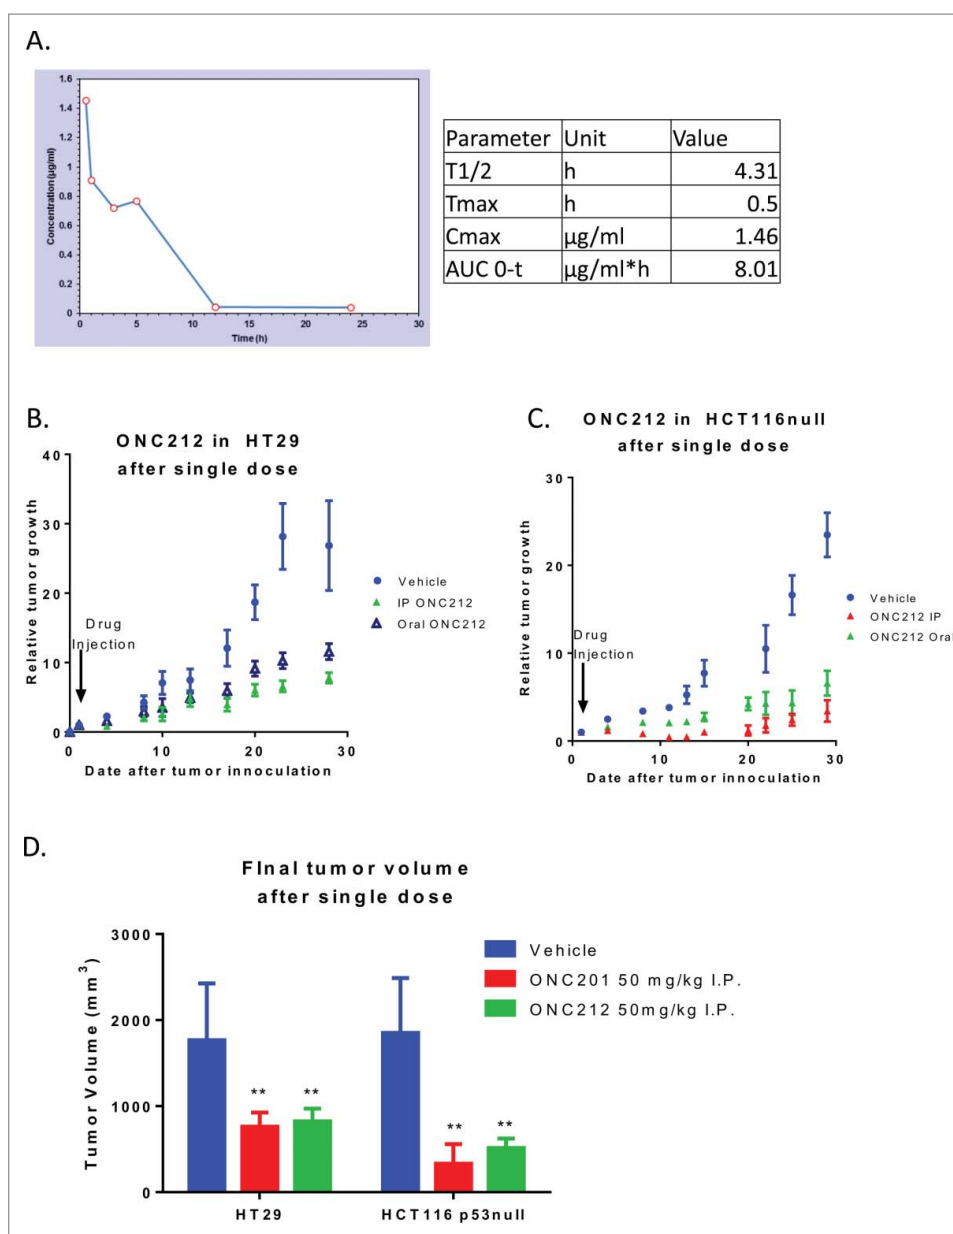 A.
1.6
1.4
1.2
1
0.8
0.6
0.4
0.2
0
Concentration (µg/ml)
0 5 10 15 20 25 30
Time (h)
Parameter Unit Value
T1/2 h 4.31
Tmax h 0.5
Cmax µg/ml 1.46
AUC 0-t µg/ml*h 8.01
B.
ONC212 in HT29
after single dose
40
30
20
10
0
Relative tumor growth
Drug
Injection
Vehicle
IP ONC212
Oral ONC212
0 10 20 30
Date after tumor innoculation
C.
ONC212 in HCT116null
after single dose
30
20
10
0
Relative tumor growth
Drug
Injection
Vehicle
ONC212 IP
ONC212 Oral
0 10 20 30
Date after tumor innoculation
D.
FInal tumor volume
after single dose
3000
2000
1000
0
Tumor Volume (mm³)
Vehicle
ONC201 50 mg/kg I.P.
ONC212 50mg/kg I.P.
** **
** **
HT29 HCT116 p53null